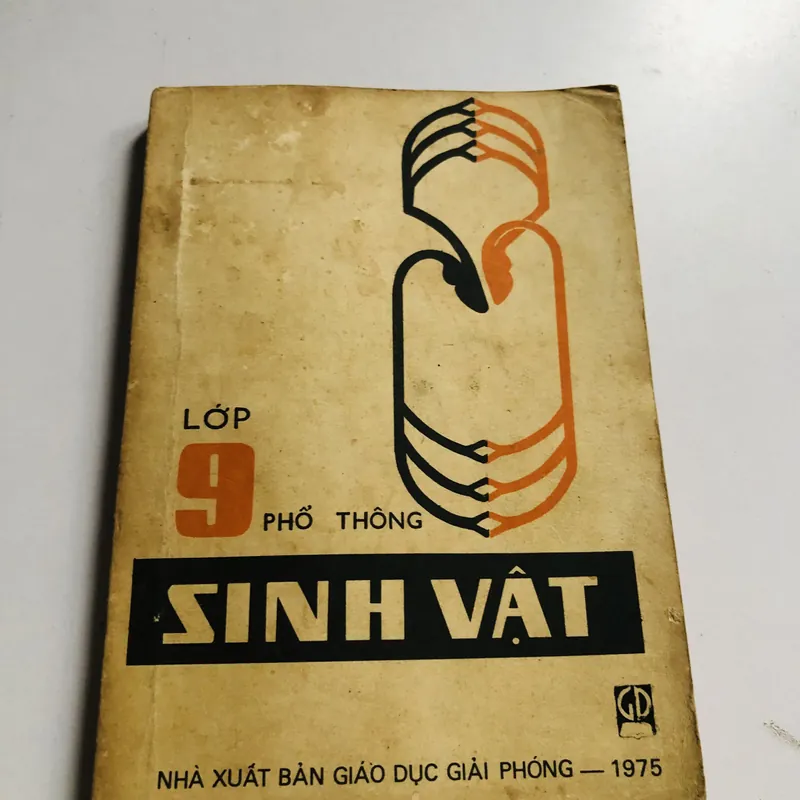 LỚP
9 PHỔ THÔNG
SINH VẬT
GD
NHÀ XUẤT BẢN GIÁO DỤC GIẢI PHÓNG — 1975